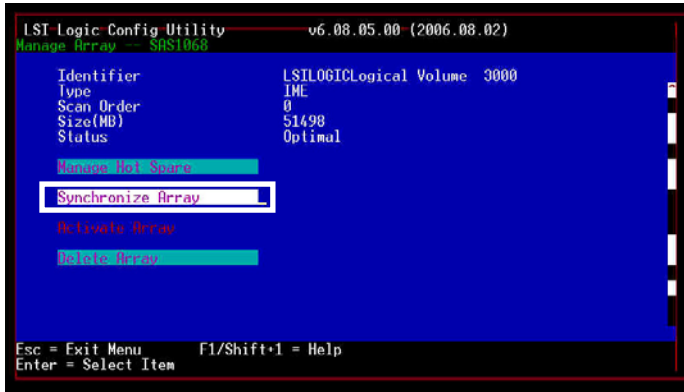 LSI Logic Config Utility v6.08.05.00 (2006.08.02)
Manage Array -- SAS1068
Identifier LSILOGICLogical Volume 3000
Type IME
Scan Order 0
Size(MB) 51498
Status Optimal
Manage Hot Spare
Synchronize Array
Activate Array
Delete Array
Esc = Exit Menu F1/Shift+1 = Help
Enter = Select Item